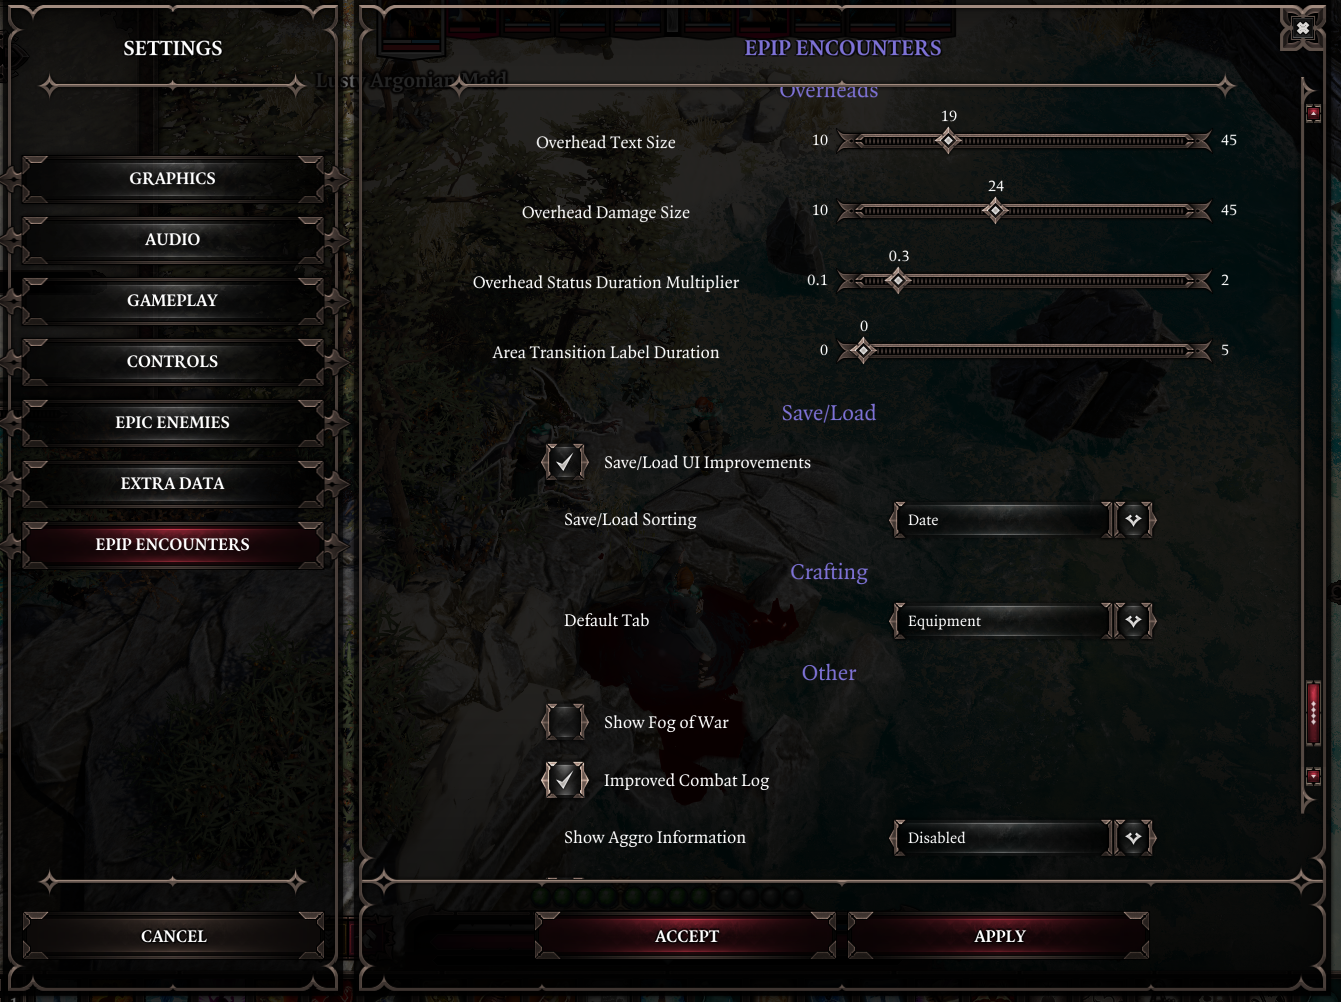 SETTINGS
EPIP ENCOUNTERS
Lusty Argonian Maid
Overheads
GRAPHICS
AUDIO
GAMEPLAY
CONTROLS
EPIC ENEMIES
EXTRA DATA
EPIP ENCOUNTERS
CANCEL
19
Overhead Text Size 10 45
24
Overhead Damage Size 10 45
0.3
Overhead Status Duration Multiplier 0.1 2
0
Area Transition Label Duration 0 5
Save/Load
Save/Load UI Improvements
Save/Load Sorting Date
Crafting
Default Tab Equipment
Other
Show Fog of War
Improved Combat Log
Show Aggro Information Disabled
ACCEPT
APPLY